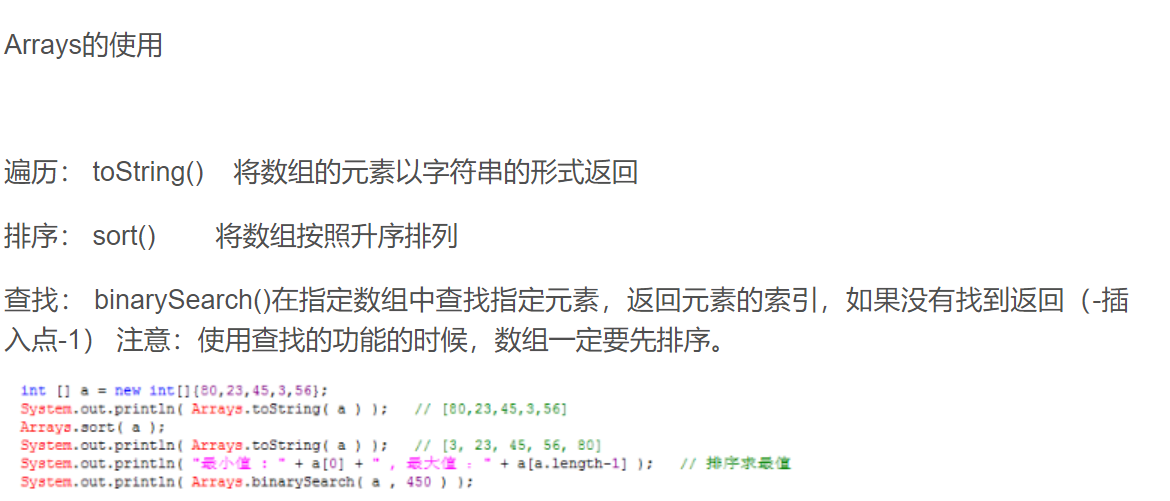 Arrays的使用
遍历： toString()    将数组的元素以字符串的形式返回
排序： sort()        将数组按照升序排列
查找： binarySearch()在指定数组中查找指定元素，返回元素的索引，如果没有找到返回（-插
入点-1） 注意：使用查找的功能的时候，数组一定要先排序。
int [] a = new int[]{80,23,45,3,56};
System.out.println( Arrays.toString( a ) );   // [80,23,45,3,56]
Arrays.sort( a );
System.out.println( Arrays.toString( a ) );   // [3, 23, 45, 56, 80]
System.out.println( "最小值 : " + a[0] + " , 最大值 : " + a[a.length-1] );   // 排序求最值
System.out.println( Arrays.binarySearch( a , 450 ) );